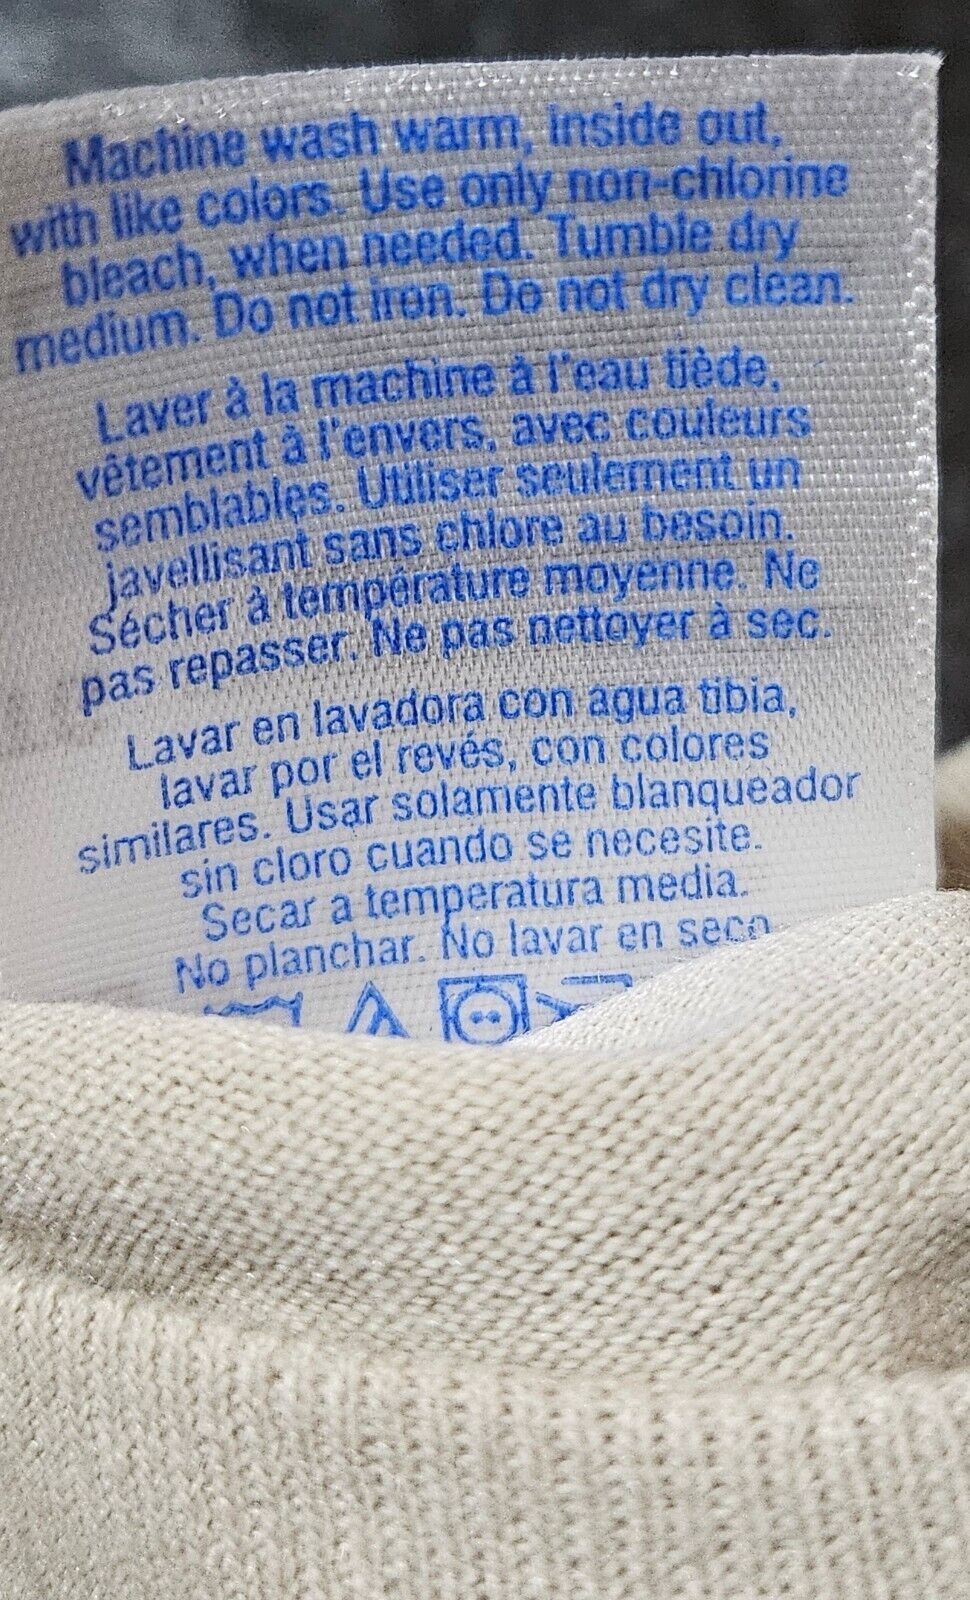 Machine wash warm, inside out,
with like colors. Use only non-chlorine
bleach, when needed. Tumble dry
medium. Do not iron. Do not dry clean.
Laver à la machine à l'eau tiède,
vêtement à l'envers, avec couleurs
semblables. Utiliser seulement un
javellisant sans chlore au besoin.
Sécher à température moyenne. Ne
pas repasser. Ne pas nettoyer à sec.
Lavar en lavadora con agua tibia,
lavar por el revés, con colores
similares. Usar solamente blanqueador
sin cloro cuando se necesite.
Secar a temperatura media.
No planchar. No lavar en seco